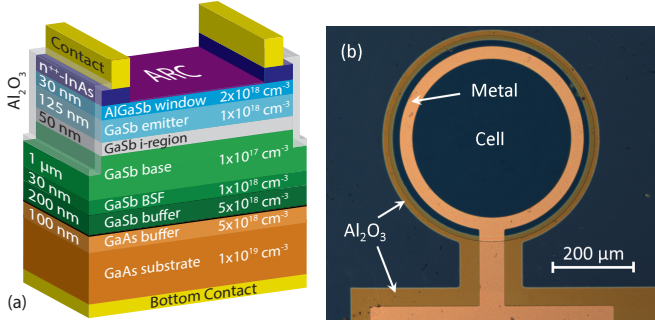 Contact
ARC
Al2O3
n++-InAs
30 nm
AlGaSb window 2x10^18 cm^-3
125 nm
GaSb emitter 1x10^18 cm^-3
50 nm
GaSb i-region
1 µm
GaSb base 1x10^17 cm^-3
30 nm
GaSb BSF 1x10^18 cm^-3
200 nm
GaSb buffer 5x10^18 cm^-3
100 nm
GaAs buffer 5x10^18 cm^-3
GaAs substrate 1x10^19 cm^-3
Bottom Contact
(a)
(b)
Metal
Cell
Al2O3
200 µm